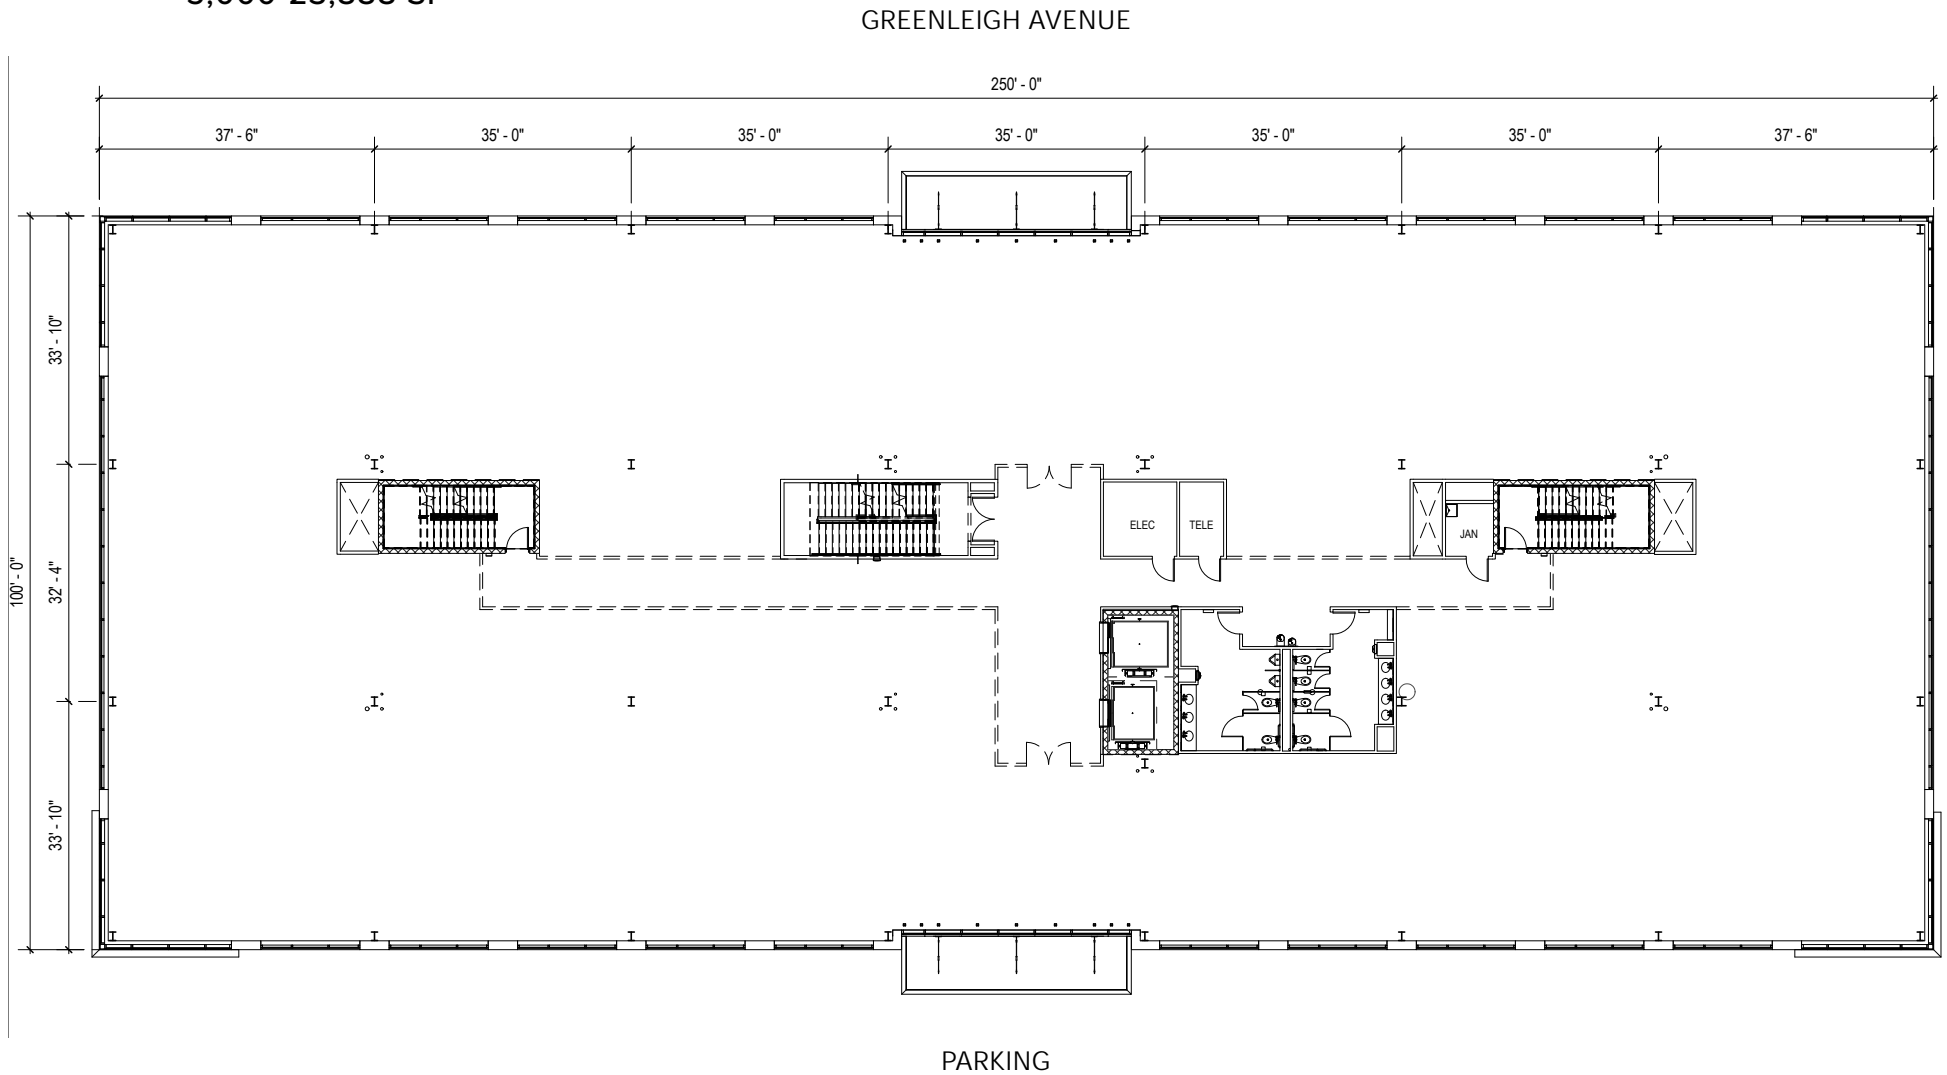 GREENLEIGH AVENUE
250' - 0"
37' - 6"
35' - 0"
35' - 0"
35' - 0"
35' - 0"
35' - 0"
37' - 6"
33' - 10"
100' - 0"
32' - 4"
33' - 10"
ELEC
TELE
JAN
PARKING